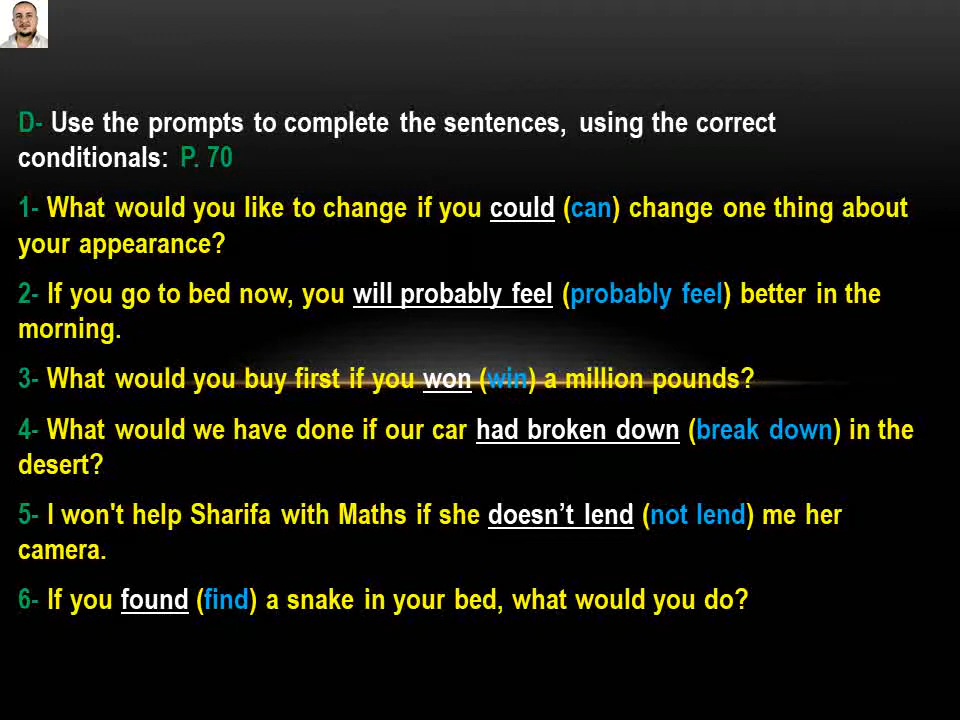 D- Use the prompts to complete the sentences, using the correct
conditionals: P. 70
1- What would you like to change if you could (can) change one thing about
your appearance?
2- If you go to bed now, you will probably feel (probably feel) better in the
morning.
3- What would you buy first if you won (win) a million pounds?
4- What would we have done if our car had broken down (break down) in the
desert?
5- I won't help Sharifa with Maths if she doesn’t lend (not lend) me her
camera.
6- If you found (find) a snake in your bed, what would you do?